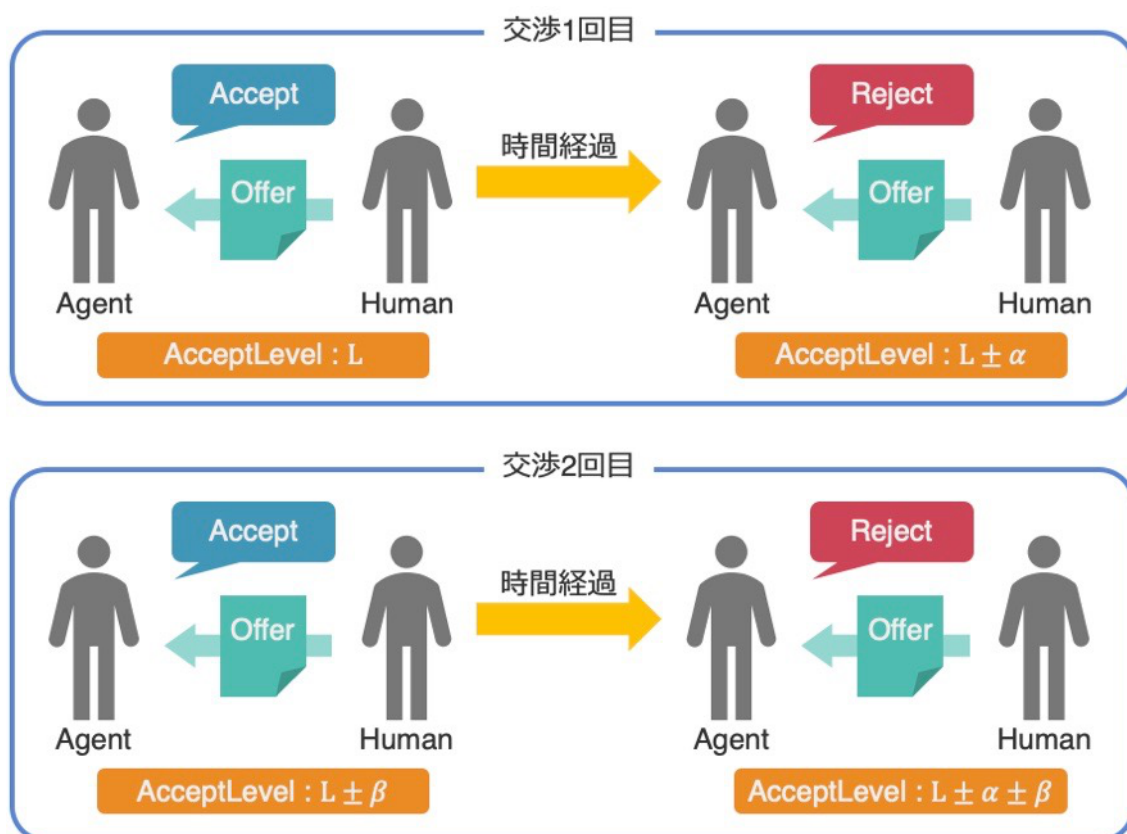 交渉1回目
Accept
Reject
時間経過
Offer
Offer
Agent
Human
Agent
Human
AcceptLevel : L
AcceptLevel : L ± α
交渉2回目
Accept
Reject
時間経過
Offer
Offer
Agent
Human
Agent
Human
AcceptLevel : L ± β
AcceptLevel : L ± α ± β